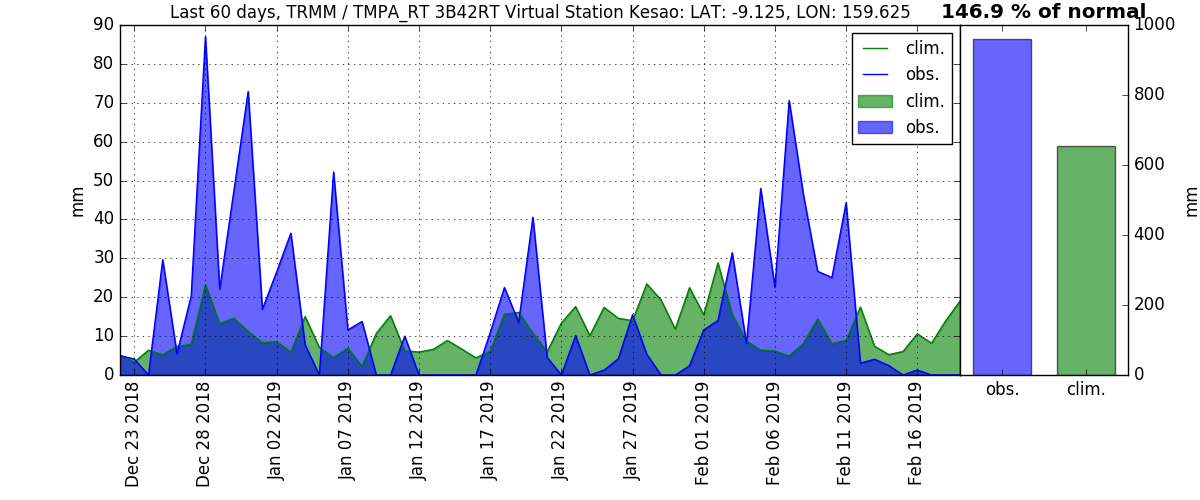 Last 60 days, TRMM / TMPA_RT 3B42RT Virtual Station Kesao: LAT: -9.125, LON: 159.625
146.9 % of normal
90
80
70
60
50
40
30
20
10
0
mm
clim.
obs.
clim.
obs.
Dec 23 2018
Dec 28 2018
Jan 02 2019
Jan 07 2019
Jan 12 2019
Jan 17 2019
Jan 22 2019
Jan 27 2019
Feb 01 2019
Feb 06 2019
Feb 11 2019
Feb 16 2019
1000
800
600
400
200
0
mm
obs.
clim.